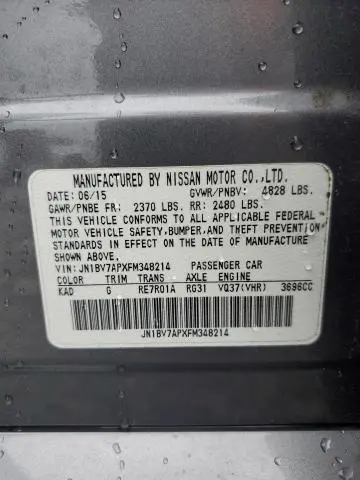 MANUFACTURED BY NISSAN MOTOR CO.,LTD.
DATE: 06/15 GVWR/PNBV: 4828 LBS.
GAWR/PNBE FR: 2370 LBS. RR: 2480 LBS.
THIS VEHICLE CONFORMS TO ALL APPLICABLE FEDERAL
MOTOR VEHICLE SAFETY,BUMPER,AND THEFT PREVENTION
STANDARDS IN EFFECT ON THE DATE OF MANUFACTURE
SHOWN ABOVE.
VIN: JN1BV7APXFM348214 PASSENGER CAR
COLOR TRIM TRANS AXLE ENGINE
KAD G RE7R01A RG31 VQ37(VHR) 3696CC
JN1BV7APXFM348214